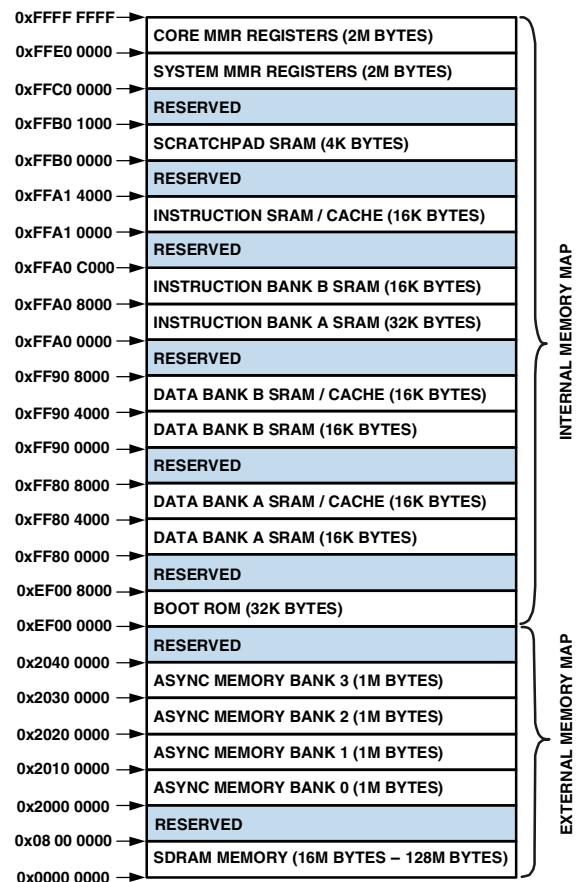 0xFFFF FFFF
CORE MMR REGISTERS (2M BYTES)
0xFFE0 0000
SYSTEM MMR REGISTERS (2M BYTES)
0xFFC0 0000
RESERVED
0xFFB0 1000
SCRATCHPAD SRAM (4K BYTES)
0xFFB0 0000
RESERVED
0xFFA1 4000
INSTRUCTION SRAM / CACHE (16K BYTES)
0xFFA1 0000
RESERVED
0xFFA0 C000
INSTRUCTION BANK B SRAM (16K BYTES)
0xFFA0 8000
INSTRUCTION BANK A SRAM (32K BYTES)
0xFFA0 0000
RESERVED
0xFF90 8000
DATA BANK B SRAM / CACHE (16K BYTES)
0xFF90 4000
DATA BANK B SRAM (16K BYTES)
0xFF90 0000
RESERVED
0xFF80 8000
DATA BANK A SRAM / CACHE (16K BYTES)
0xFF80 4000
DATA BANK A SRAM (16K BYTES)
0xFF80 0000
RESERVED
0xEF00 8000
BOOT ROM (32K BYTES)
0xEF00 0000
RESERVED
0x2040 0000
ASYNC MEMORY BANK 3 (1M BYTES)
0x2030 0000
ASYNC MEMORY BANK 2 (1M BYTES)
0x2020 0000
ASYNC MEMORY BANK 1 (1M BYTES)
0x2010 0000
ASYNC MEMORY BANK 0 (1M BYTES)
0x2000 0000
RESERVED
0x08 00 0000
SDRAM MEMORY (16M BYTES – 128M BYTES)
0x0000 0000
INTERNAL MEMORY MAP
EXTERNAL MEMORY MAP